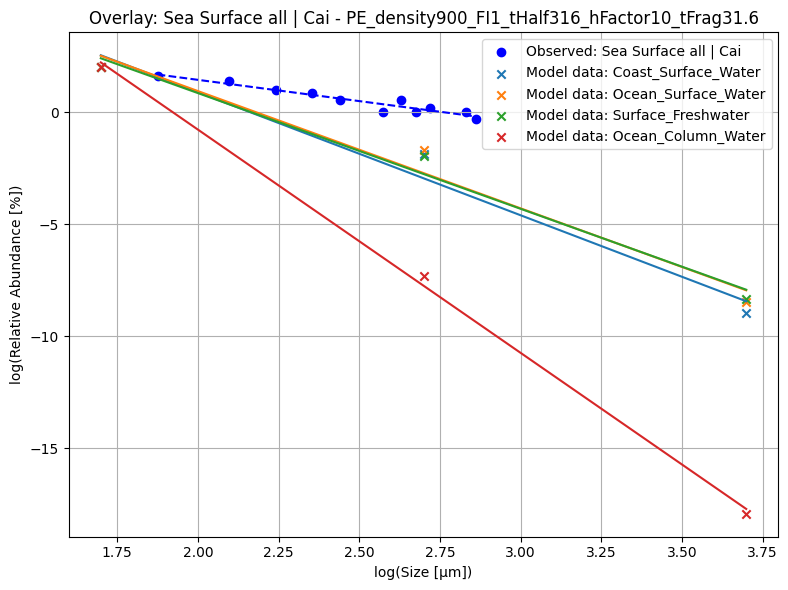 Overlay: Sea Surface all | Cai - PE_density900_FI1_tHalf316_hFactor10_tFrag31.6
Observed: Sea Surface all | Cai
Model data: Coast_Surface_Water
Model data: Ocean_Surface_Water
Model data: Surface_Freshwater
Model data: Ocean_Column_Water
log(Relative Abundance [%])
0
−5
−10
−15
1.75 2.00 2.25 2.50 2.75 3.00 3.25 3.50 3.75
log(Size [µm])